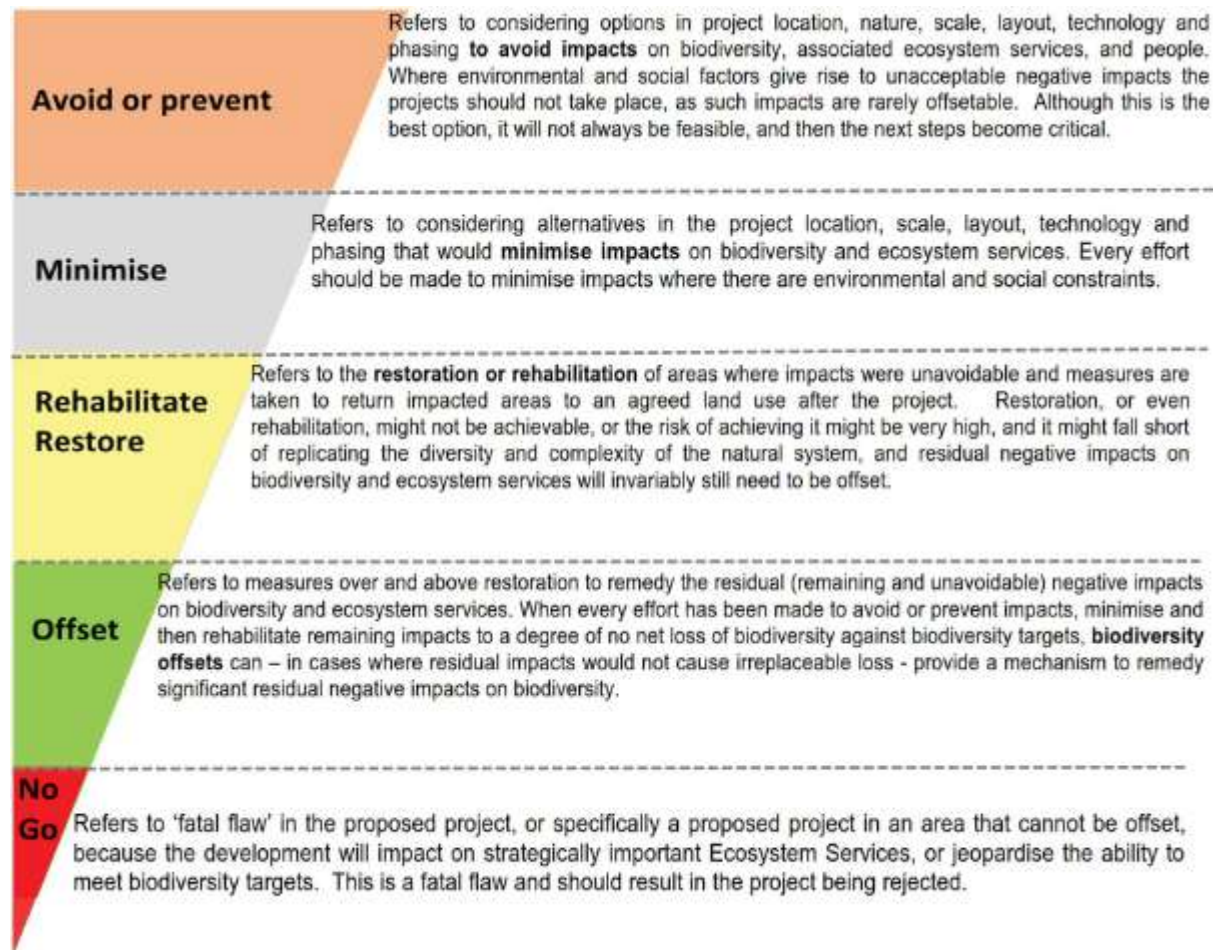 Avoid or prevent
Refers to considering options in project location, nature, scale, layout, technology and
phasing to avoid impacts on biodiversity, associated ecosystem services, and people.
Where environmental and social factors give rise to unacceptable negative impacts the
projects should not take place, as such impacts are rarely offsetable. Although this is the
best option, it will not always be feasible, and then the next steps become critical.
Minimise
Refers to considering alternatives in the project location, scale, layout, technology and
phasing that would minimise impacts on biodiversity and ecosystem services. Every effort
should be made to minimise impacts where there are environmental and social constraints.
Rehabilitate
Restore
Refers to the restoration or rehabilitation of areas where impacts were unavoidable and measures are
taken to return impacted areas to an agreed land use after the project. Restoration, or even
rehabilitation, might not be achievable, or the risk of achieving it might be very high, and it might fall short
of replicating the diversity and complexity of the natural system, and residual negative impacts on
biodiversity and ecosystem services will invariably still need to be offset.
Offset
Refers to measures over and above restoration to remedy the residual (remaining and unavoidable) negative impacts
on biodiversity and ecosystem services. When every effort has been made to avoid or prevent impacts, minimise and
then rehabilitate remaining impacts to a degree of no net loss of biodiversity against biodiversity targets, biodiversity
offsets can – in cases where residual impacts would not cause irreplaceable loss - provide a mechanism to remedy
significant residual negative impacts on biodiversity.
No
Go
Refers to ‘fatal flaw’ in the proposed project, or specifically a proposed project in an area that cannot be offset,
because the development will impact on strategically important Ecosystem Services, or jeopardise the ability to
meet biodiversity targets. This is a fatal flaw and should result in the project being rejected.